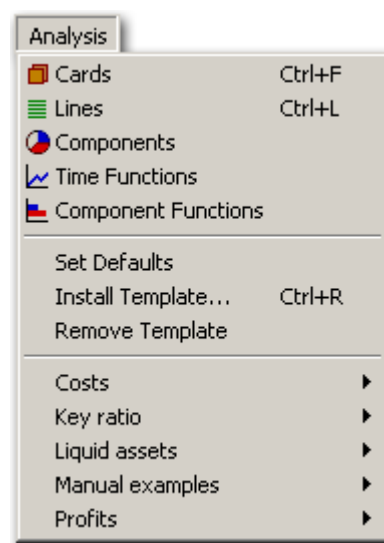 Analysis
Cards Ctrl+F
Lines Ctrl+L
Components
Time Functions
Component Functions
Set Defaults
Install Template... Ctrl+R
Remove Template
Costs
Key ratio
Liquid assets
Manual examples
Profits